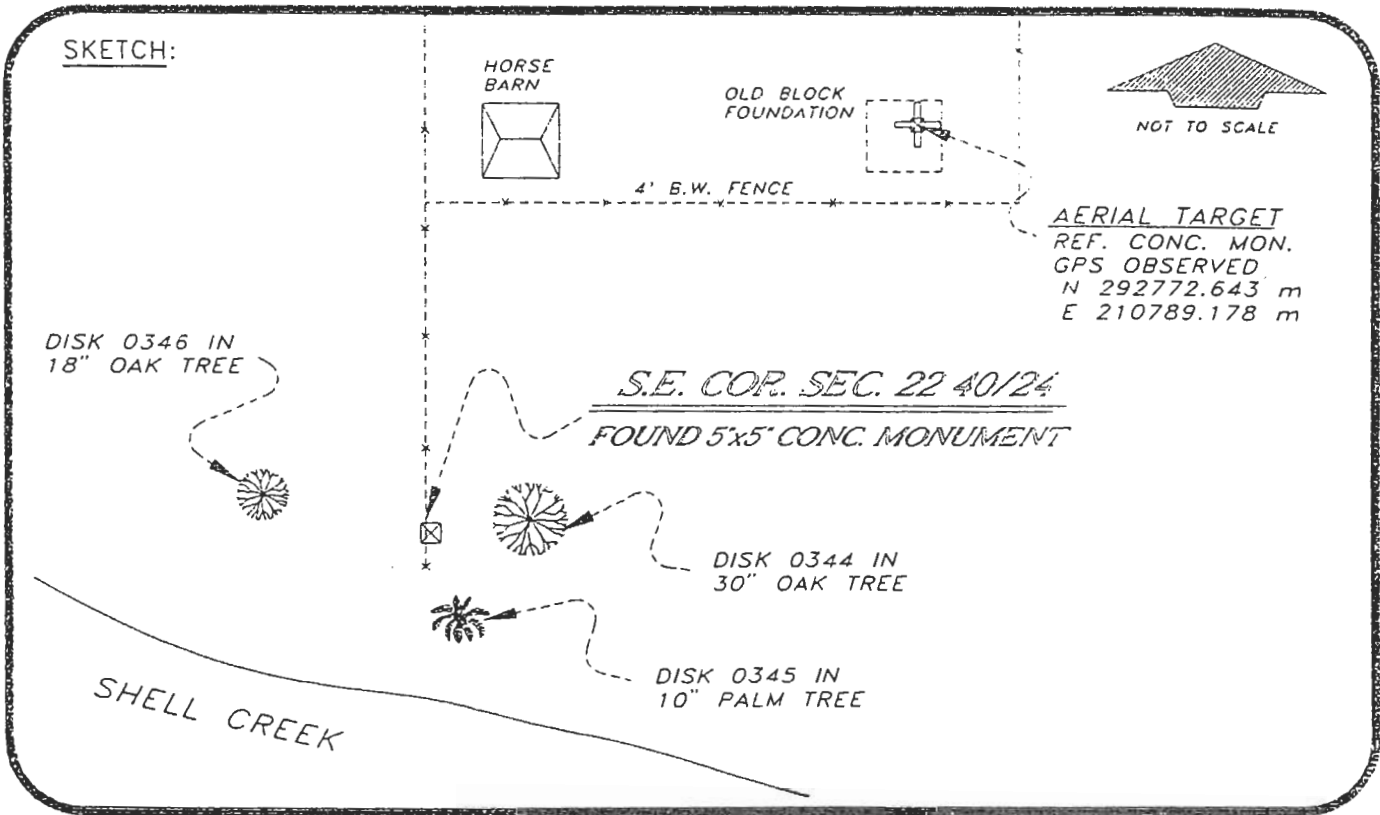 SKETCH:
HORSE
BARN
OLD BLOCK
FOUNDATION
NOT TO SCALE
4' B.W. FENCE
AERIAL TARGET
REF. CONC. MON.
GPS OBSERVED
N 292772.643 m
E 210789.178 m
DISK 0346 IN
18" OAK TREE
S.E. COR. SEC. 22 40/24
FOUND 5"x5" CONC. MONUMENT
DISK 0344 IN
30" OAK TREE
DISK 0345 IN
10" PALM TREE
SHELL CREEK